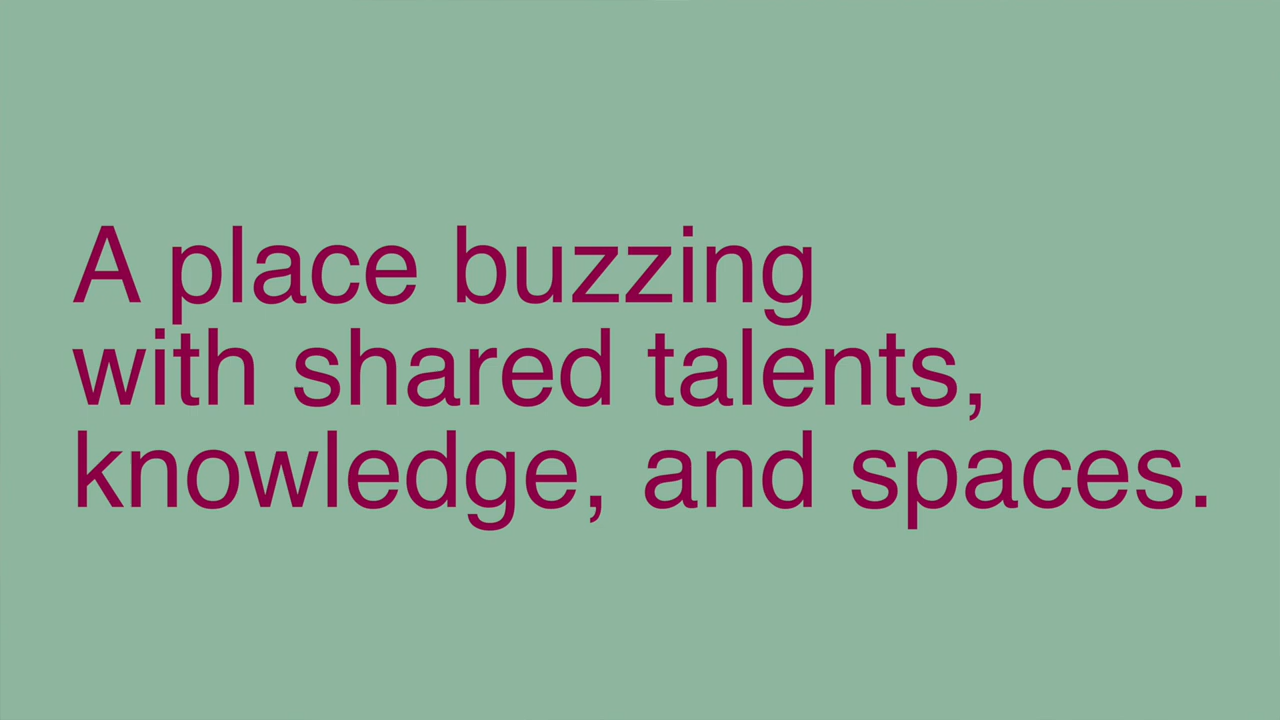 A place buzzing
with shared talents,
knowledge, and spaces.